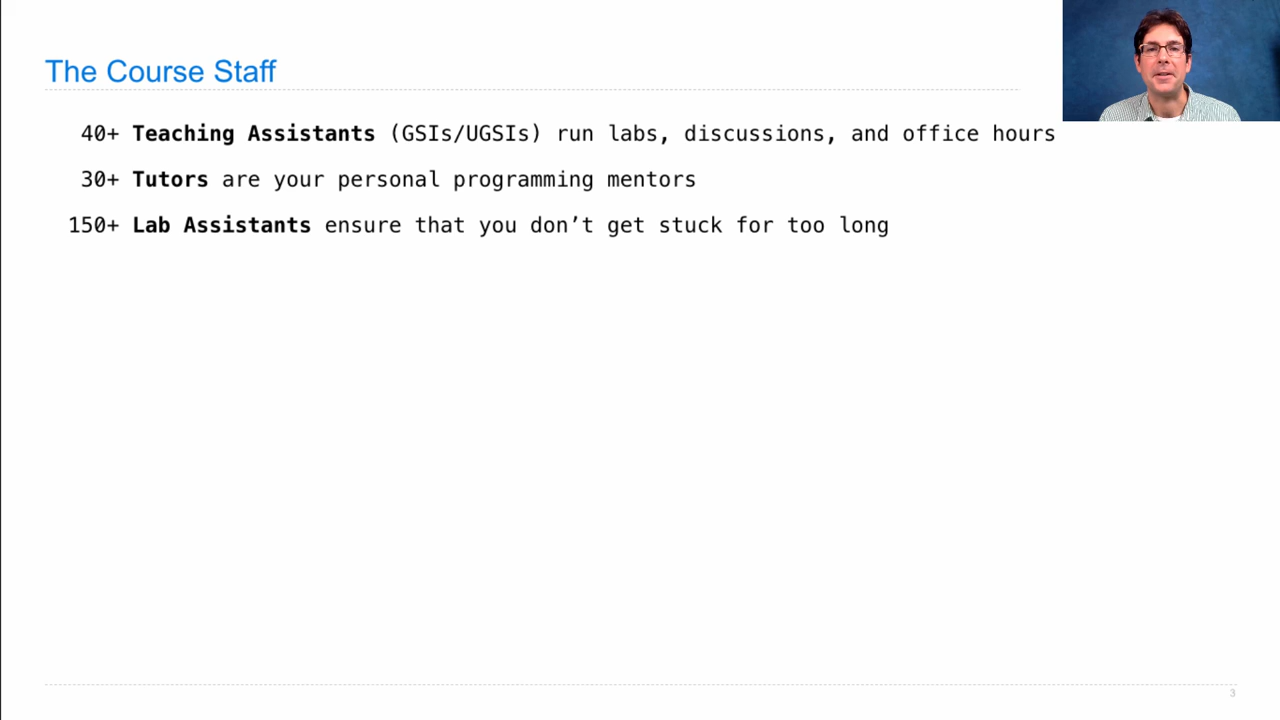 The Course Staff
40+ Teaching Assistants (GSIs/UGSIs) run labs, discussions, and office hours
30+ Tutors are your personal programming mentors
150+ Lab Assistants ensure that you don’t get stuck for too long
3